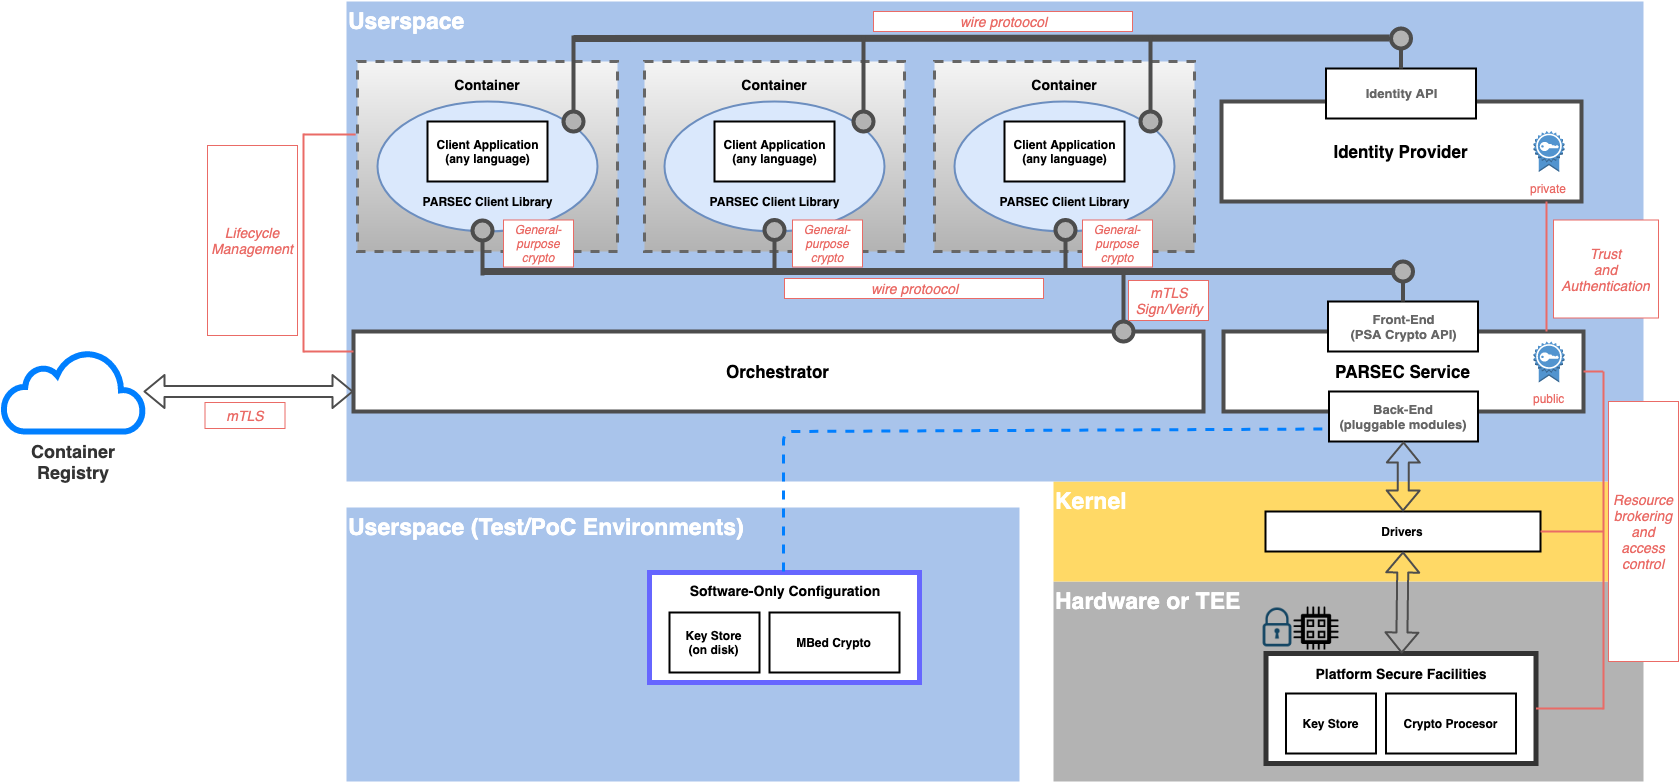 Userspace
wire protoocol
Container
Container
Container
Identity API
Client Application
(any language)
Client Application
(any language)
Client Application
(any language)
Identity Provider
private
PARSEC Client Library
PARSEC Client Library
PARSEC Client Library
Lifecycle
Management
General-
purpose
crypto
General-
purpose
crypto
General-
purpose
crypto
Trust
and
Authentication
wire protoocol
mTLS
Sign/Verify
Front-End
(PSA Crypto API)
Orchestrator
PARSEC Service
public
mTLS
Back-End
(pluggable modules)
Container
Registry
Kernel
Resource
brokering
and
access
control
Userspace (Test/PoC Environments)
Drivers
Software-Only Configuration
Hardware or TEE
Key Store
(on disk)
MBed Crypto
Platform Secure Facilities
Key Store
Crypto Procesor